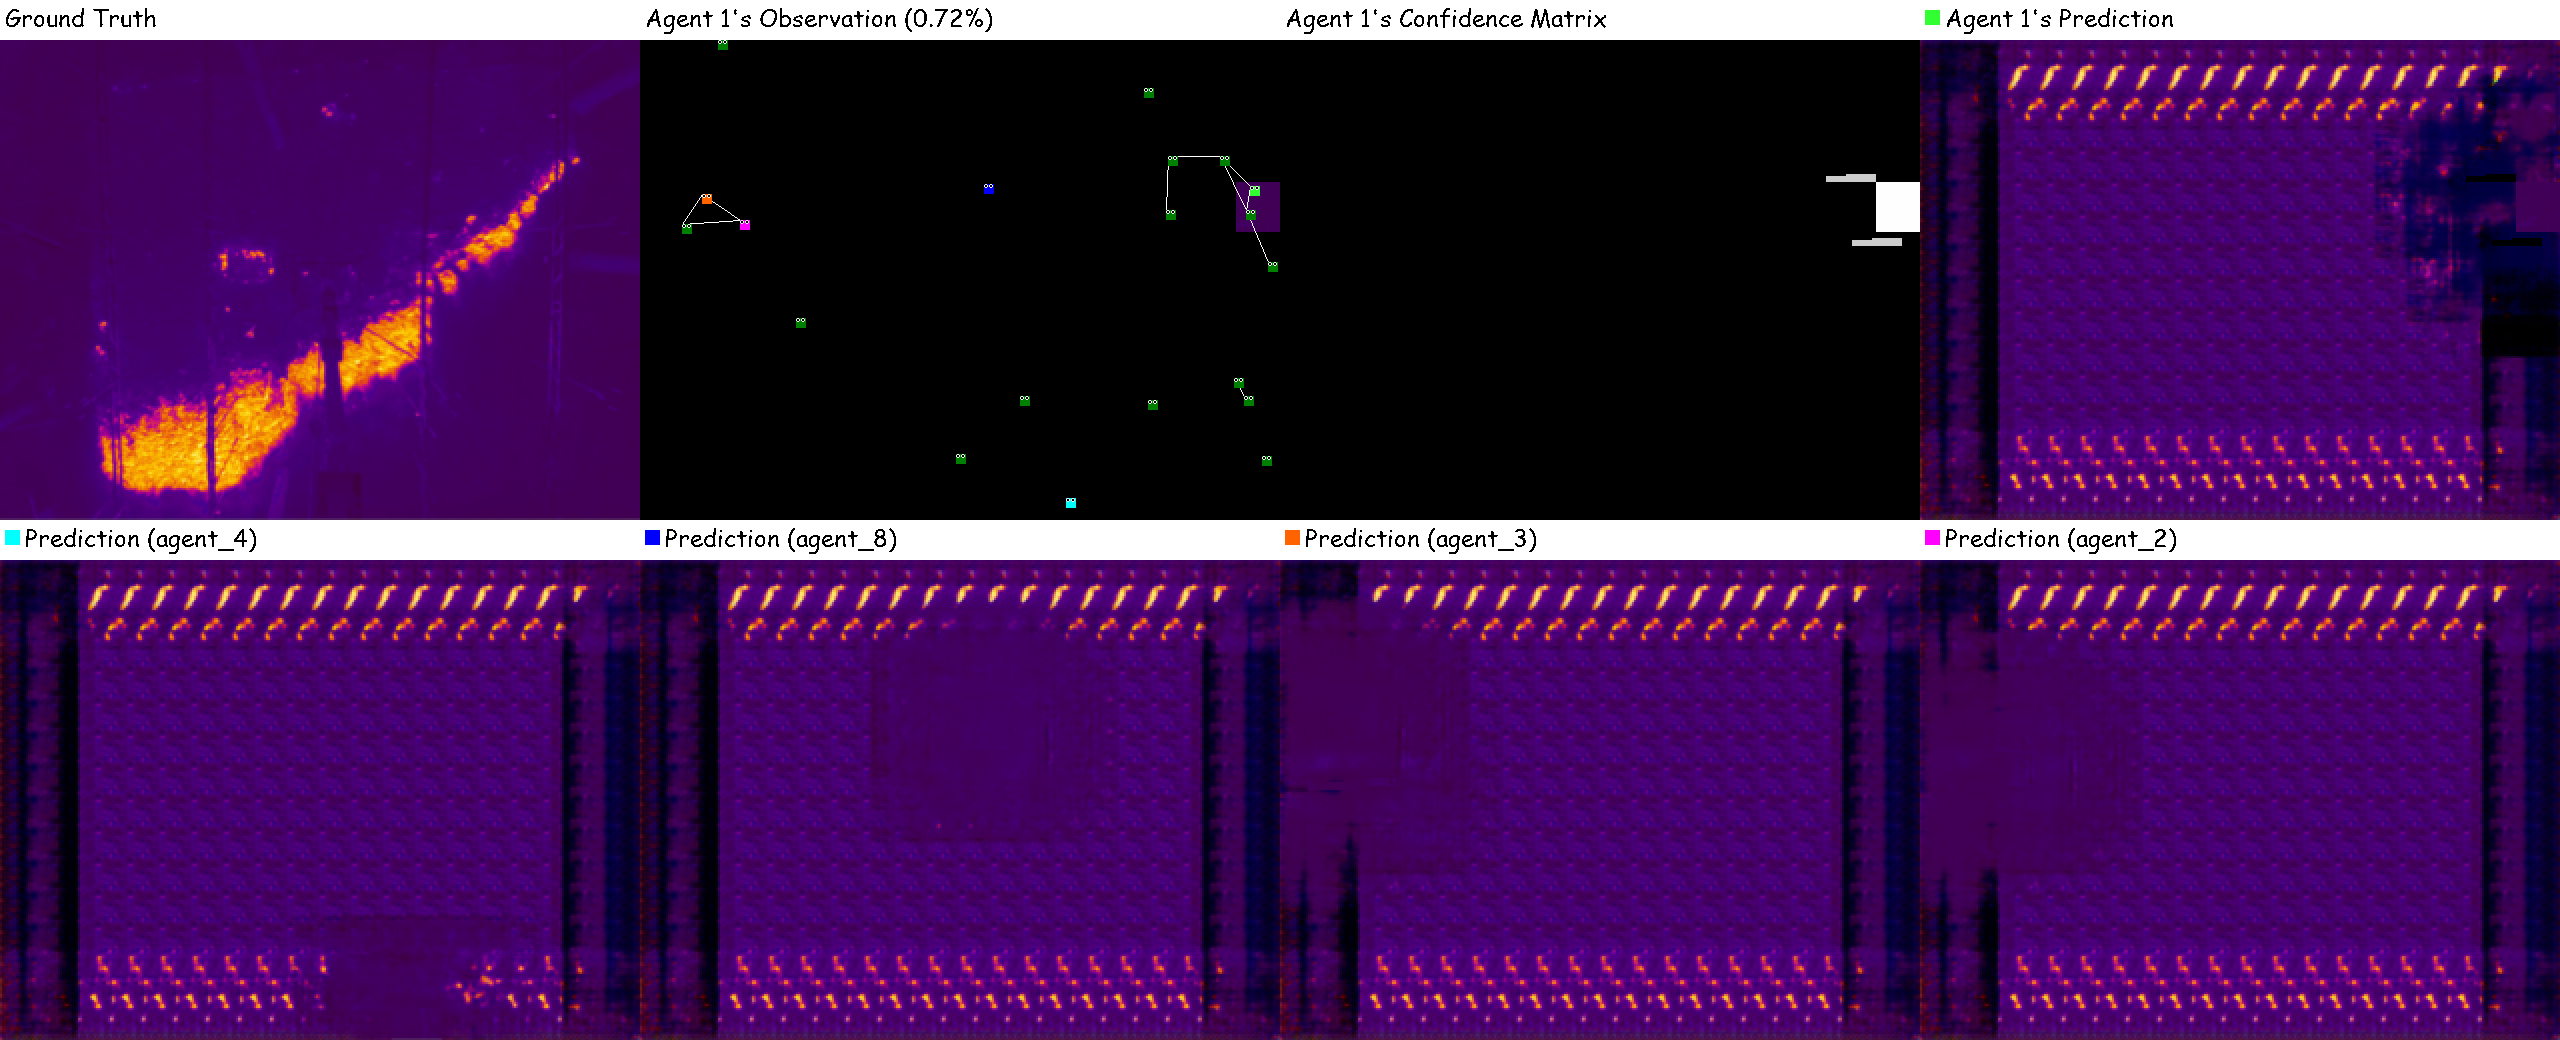 Ground Truth
Agent 1's Observation (0.72%)
Agent 1's Confidence Matrix
Agent 1's Prediction
Prediction (agent_4)
Prediction (agent_8)
Prediction (agent_3)
Prediction (agent_2)